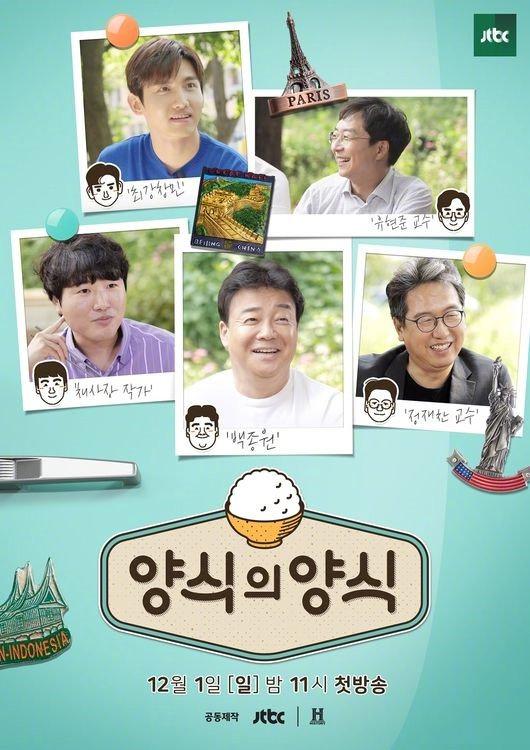 jtbc
PARIS
'최강창민'
'유현준 교수'
BEIJING CHINA
'채사장 작가'
'백종원'
'정재찬 교수'
N-INDONESIA
양식의양식
12월 1일 [일] 밤 11시 첫방송
공동제작 jtbc H HISTORY